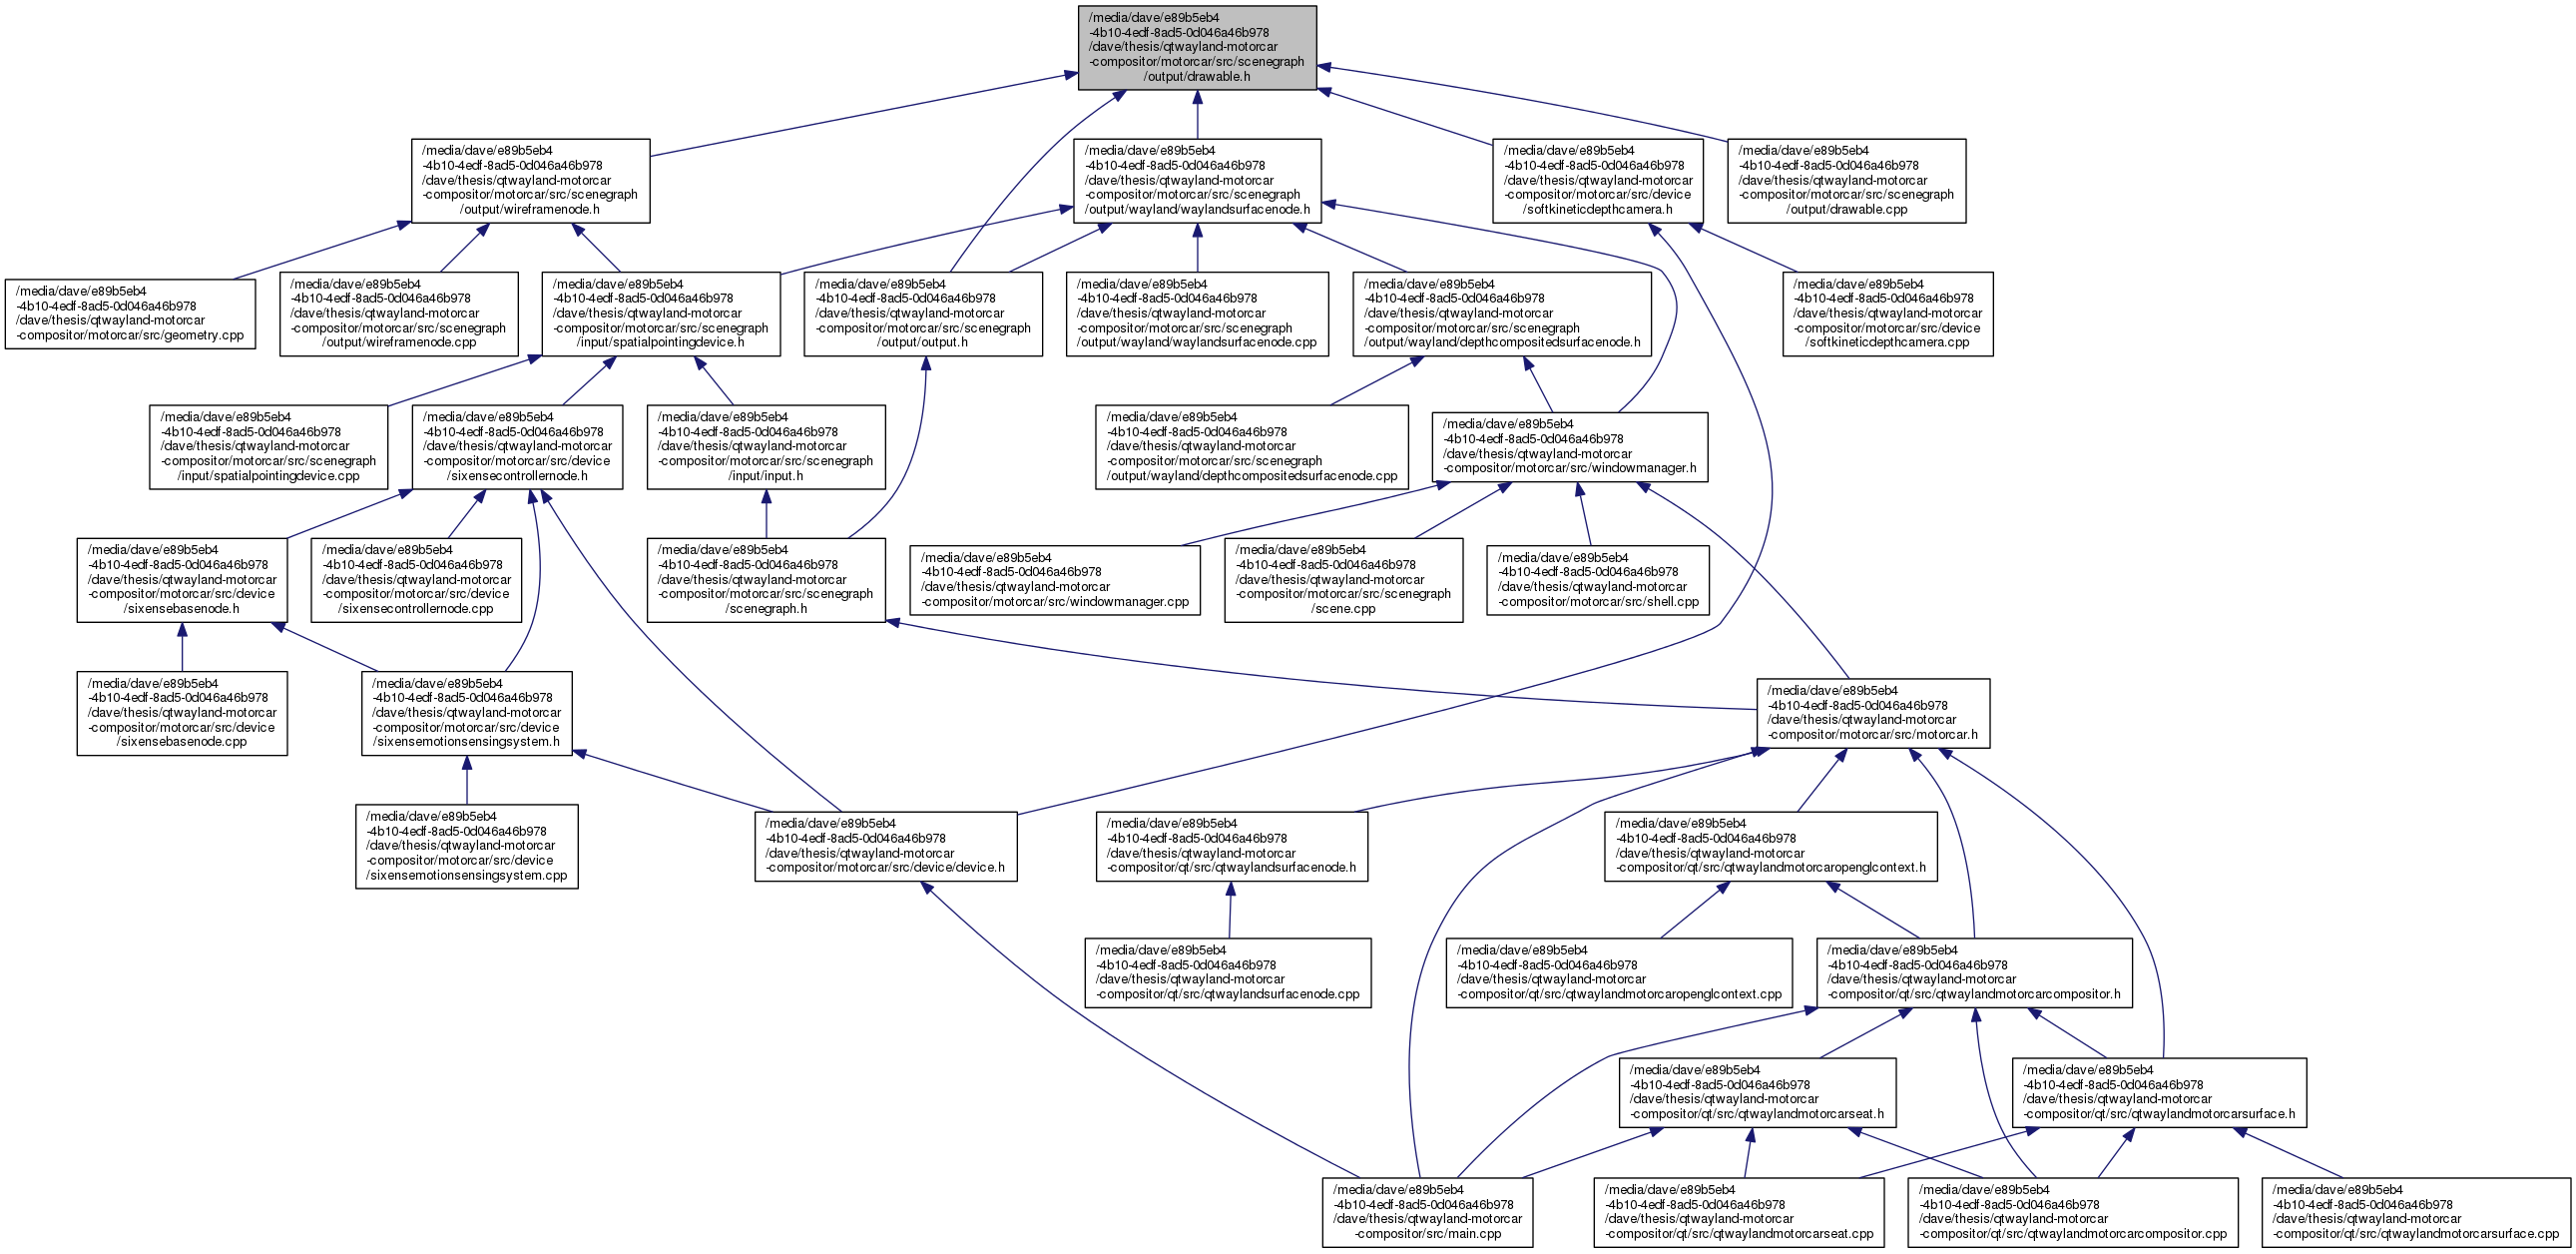 /media/dave/e89b5eb4
-4b10-4edf-8ad5-0d046a46b978
/dave/thesis/qtwayland-motorcar
-compositor/motorcar/src/scenegraph
/output/drawable.h
/media/dave/e89b5eb4
-4b10-4edf-8ad5-0d046a46b978
/dave/thesis/qtwayland-motorcar
-compositor/motorcar/src/scenegraph
/output/wireframenode.h
/media/dave/e89b5eb4
-4b10-4edf-8ad5-0d046a46b978
/dave/thesis/qtwayland-motorcar
-compositor/motorcar/src/scenegraph
/output/wayland/waylandsurfacenode.h
/media/dave/e89b5eb4
-4b10-4edf-8ad5-0d046a46b978
/dave/thesis/qtwayland-motorcar
-compositor/motorcar/src/device
/softkineticdepthcamera.h
/media/dave/e89b5eb4
-4b10-4edf-8ad5-0d046a46b978
/dave/thesis/qtwayland-motorcar
-compositor/motorcar/src/scenegraph
/output/drawable.cpp
/media/dave/e89b5eb4
-4b10-4edf-8ad5-0d046a46b978
/dave/thesis/qtwayland-motorcar
-compositor/motorcar/src/geometry.cpp
/media/dave/e89b5eb4
-4b10-4edf-8ad5-0d046a46b978
/dave/thesis/qtwayland-motorcar
-compositor/motorcar/src/scenegraph
/output/wireframenode.cpp
/media/dave/e89b5eb4
-4b10-4edf-8ad5-0d046a46b978
/dave/thesis/qtwayland-motorcar
-compositor/motorcar/src/scenegraph
/input/spatialpointingdevice.h
/media/dave/e89b5eb4
-4b10-4edf-8ad5-0d046a46b978
/dave/thesis/qtwayland-motorcar
-compositor/motorcar/src/scenegraph
/output/output.h
/media/dave/e89b5eb4
-4b10-4edf-8ad5-0d046a46b978
/dave/thesis/qtwayland-motorcar
-compositor/motorcar/src/scenegraph
/output/wayland/waylandsurfacenode.cpp
/media/dave/e89b5eb4
-4b10-4edf-8ad5-0d046a46b978
/dave/thesis/qtwayland-motorcar
-compositor/motorcar/src/scenegraph
/output/wayland/depthcompositedsurfacenode.h
/media/dave/e89b5eb4
-4b10-4edf-8ad5-0d046a46b978
/dave/thesis/qtwayland-motorcar
-compositor/motorcar/src/device
/softkineticdepthcamera.cpp
/media/dave/e89b5eb4
-4b10-4edf-8ad5-0d046a46b978
/dave/thesis/qtwayland-motorcar
-compositor/motorcar/src/scenegraph
/input/spatialpointingdevice.cpp
/media/dave/e89b5eb4
-4b10-4edf-8ad5-0d046a46b978
/dave/thesis/qtwayland-motorcar
-compositor/motorcar/src/device
/sixensecontrollernode.h
/media/dave/e89b5eb4
-4b10-4edf-8ad5-0d046a46b978
/dave/thesis/qtwayland-motorcar
-compositor/motorcar/src/scenegraph
/input/input.h
/media/dave/e89b5eb4
-4b10-4edf-8ad5-0d046a46b978
/dave/thesis/qtwayland-motorcar
-compositor/motorcar/src/scenegraph
/output/wayland/depthcompositedsurfacenode.cpp
/media/dave/e89b5eb4
-4b10-4edf-8ad5-0d046a46b978
/dave/thesis/qtwayland-motorcar
-compositor/motorcar/src/windowmanager.h
/media/dave/e89b5eb4
-4b10-4edf-8ad5-0d046a46b978
/dave/thesis/qtwayland-motorcar
-compositor/motorcar/src/device
/sixensebasenode.h
/media/dave/e89b5eb4
-4b10-4edf-8ad5-0d046a46b978
/dave/thesis/qtwayland-motorcar
-compositor/motorcar/src/device
/sixensecontrollernode.cpp
/media/dave/e89b5eb4
-4b10-4edf-8ad5-0d046a46b978
/dave/thesis/qtwayland-motorcar
-compositor/motorcar/src/scenegraph
/scenegraph.h
/media/dave/e89b5eb4
-4b10-4edf-8ad5-0d046a46b978
/dave/thesis/qtwayland-motorcar
-compositor/motorcar/src/windowmanager.cpp
/media/dave/e89b5eb4
-4b10-4edf-8ad5-0d046a46b978
/dave/thesis/qtwayland-motorcar
-compositor/motorcar/src/scenegraph
/scene.cpp
/media/dave/e89b5eb4
-4b10-4edf-8ad5-0d046a46b978
/dave/thesis/qtwayland-motorcar
-compositor/motorcar/src/shell.cpp
/media/dave/e89b5eb4
-4b10-4edf-8ad5-0d046a46b978
/dave/thesis/qtwayland-motorcar
-compositor/motorcar/src/device
/sixensebasenode.cpp
/media/dave/e89b5eb4
-4b10-4edf-8ad5-0d046a46b978
/dave/thesis/qtwayland-motorcar
-compositor/motorcar/src/device
/sixensemotionsensingsystem.h
/media/dave/e89b5eb4
-4b10-4edf-8ad5-0d046a46b978
/dave/thesis/qtwayland-motorcar
-compositor/motorcar/src/motorcar.h
/media/dave/e89b5eb4
-4b10-4edf-8ad5-0d046a46b978
/dave/thesis/qtwayland-motorcar
-compositor/motorcar/src/device
/sixensemotionsensingsystem.cpp
/media/dave/e89b5eb4
-4b10-4edf-8ad5-0d046a46b978
/dave/thesis/qtwayland-motorcar
-compositor/motorcar/src/device/device.h
/media/dave/e89b5eb4
-4b10-4edf-8ad5-0d046a46b978
/dave/thesis/qtwayland-motorcar
-compositor/qt/src/qtwaylandsurfacenode.h
/media/dave/e89b5eb4
-4b10-4edf-8ad5-0d046a46b978
/dave/thesis/qtwayland-motorcar
-compositor/qt/src/qtwaylandmotorcaropenglcontext.h
/media/dave/e89b5eb4
-4b10-4edf-8ad5-0d046a46b978
/dave/thesis/qtwayland-motorcar
-compositor/qt/src/qtwaylandsurfacenode.cpp
/media/dave/e89b5eb4
-4b10-4edf-8ad5-0d046a46b978
/dave/thesis/qtwayland-motorcar
-compositor/qt/src/qtwaylandmotorcaropenglcontext.cpp
/media/dave/e89b5eb4
-4b10-4edf-8ad5-0d046a46b978
/dave/thesis/qtwayland-motorcar
-compositor/qt/src/qtwaylandmotorcarcompositor.h
/media/dave/e89b5eb4
-4b10-4edf-8ad5-0d046a46b978
/dave/thesis/qtwayland-motorcar
-compositor/qt/src/qtwaylandmotorcarseat.h
/media/dave/e89b5eb4
-4b10-4edf-8ad5-0d046a46b978
/dave/thesis/qtwayland-motorcar
-compositor/qt/src/qtwaylandmotorcarsurface.h
/media/dave/e89b5eb4
-4b10-4edf-8ad5-0d046a46b978
/dave/thesis/qtwayland-motorcar
-compositor/src/main.cpp
/media/dave/e89b5eb4
-4b10-4edf-8ad5-0d046a46b978
/dave/thesis/qtwayland-motorcar
-compositor/qt/src/qtwaylandmotorcarseat.cpp
/media/dave/e89b5eb4
-4b10-4edf-8ad5-0d046a46b978
/dave/thesis/qtwayland-motorcar
-compositor/qt/src/qtwaylandmotorcarcompositor.cpp
/media/dave/e89b5eb4
-4b10-4edf-8ad5-0d046a46b978
/dave/thesis/qtwayland-motorcar
-compositor/qt/src/qtwaylandmotorcarsurface.cpp